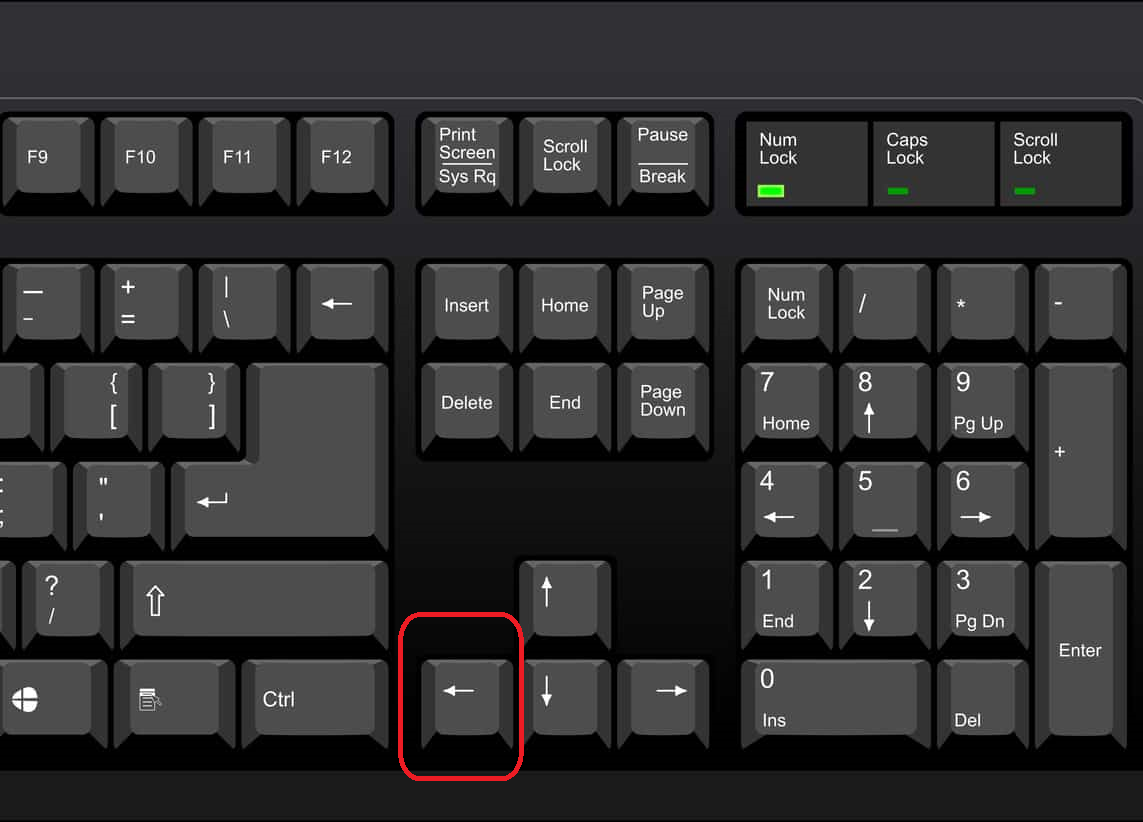 F9
F10
F11
F12
Print
Screen
Sys Rq
Scroll
Lock
Pause
Break
Num
Lock
Caps
Lock
Scroll
Lock
—
-
+
=
|
\
←
Insert
Home
Page
Up
Num
Lock
/
*
-
{
[
}
]
Delete
End
Page
Down
7
Home
8
↑
9
Pg Up
+
:
;
"
'
↵
4
←
5
_
6
→
?
/
⇧
↑
1
End
2
↓
3
Pg Dn
Enter
Ctrl
←
↓
→
0
Ins
Del